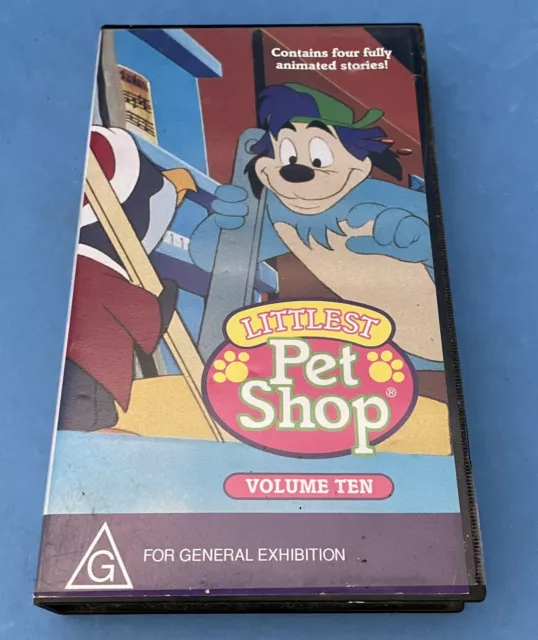 Contains four fully
animated stories!
LITTLEST
Pet
Shop®
VOLUME TEN
G
FOR GENERAL EXHIBITION